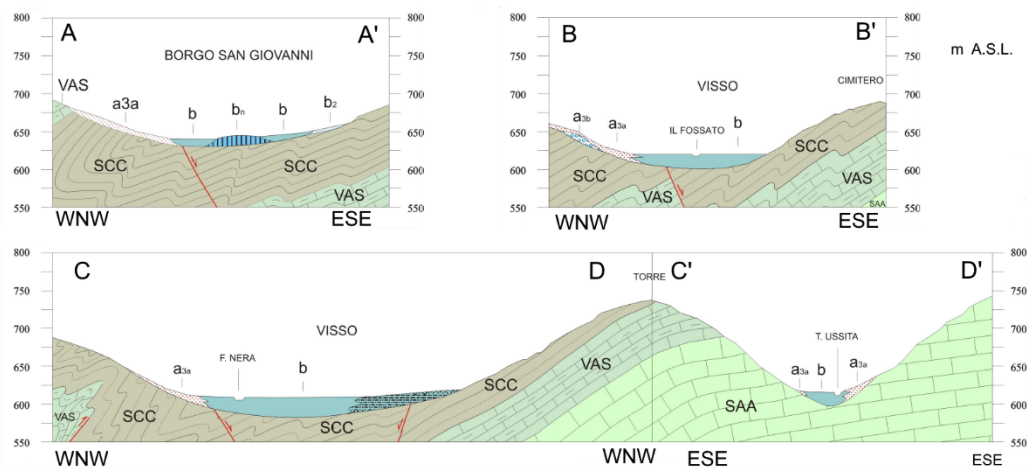 A A'
BORGO SAN GIOVANNI
VAS
a3a b bn b b2
SCC SCC
VAS
WNW ESE
800 800
750 750
700 700
650 650
600 600
550 550
B B'
m A.S.L.
VISSO
CIMITERO
a3b a3a IL FOSSATO b
SCC SCC
VAS VAS
SAA
WNW ESE
800 800
750 750
700 700
650 650
600 600
550 550
C D C' D'
TORRE
VISSO
F. NERA
a3a b
T. USSITA
a3a b a3a
VAS SCC SCC SCC VAS SAA
WNW WNW ESE ESE
800 800
750 750
700 700
650 650
600 600
550 550